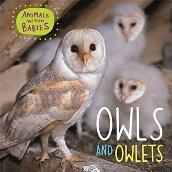 ANIMALS
AND THEIR
BABIES
OWLS
AND OWLETS